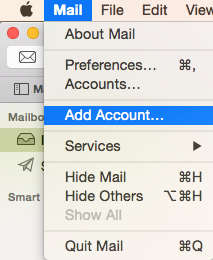 Mail File Edit View
About Mail
Preferences... ⌘,
Accounts...
Add Account...
Services ▶
Hide Mail ⌘H
Hide Others ⌥⌘H
Show All
Quit Mail ⌘Q
Mailbo
Smart